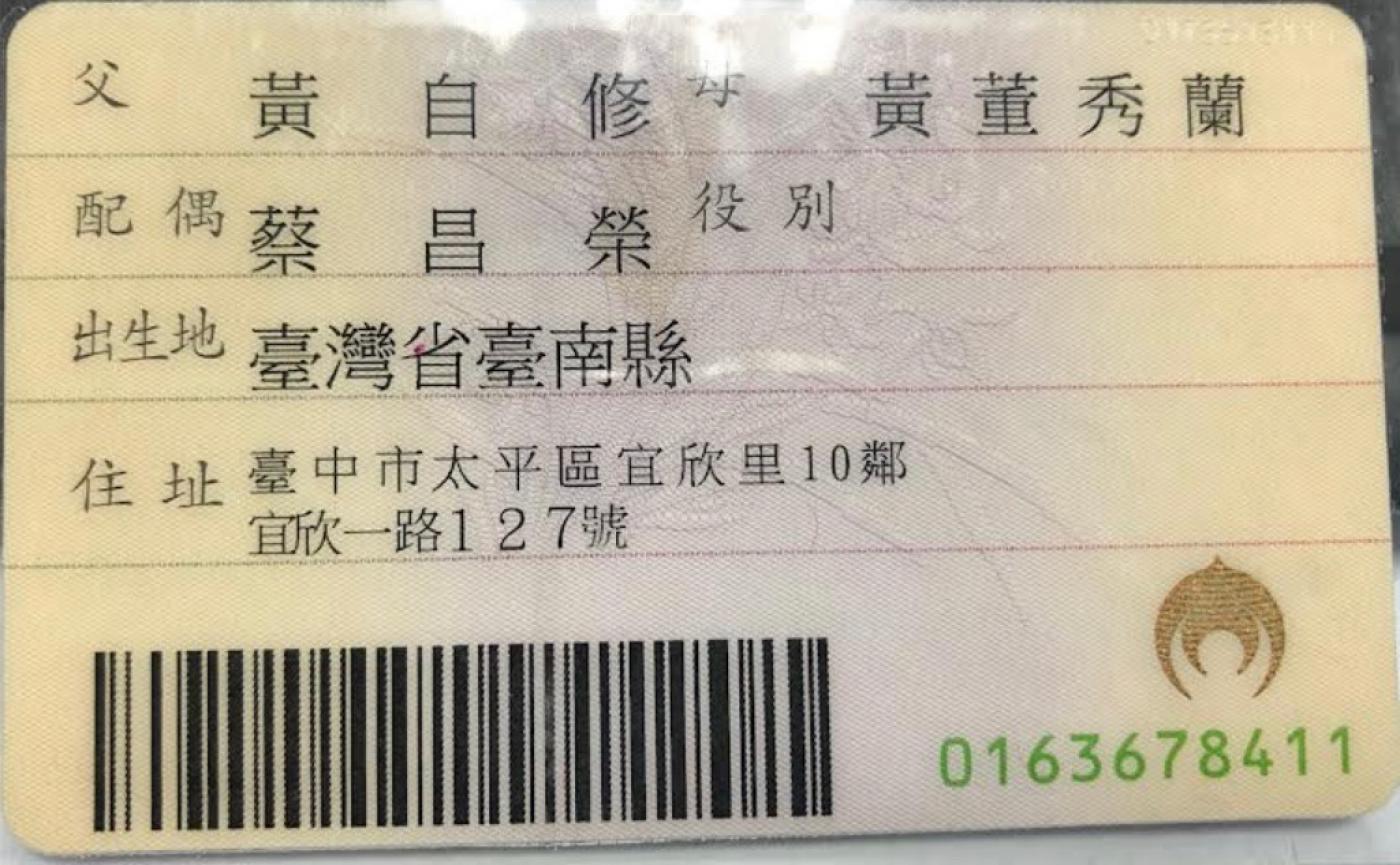 父 黃自修 母 黃董秀蘭
配偶 蔡昌榮 役別
出生地 臺灣省臺南縣
住址 臺中市太平區宜欣里10鄰
宜欣一路127號
0163678411